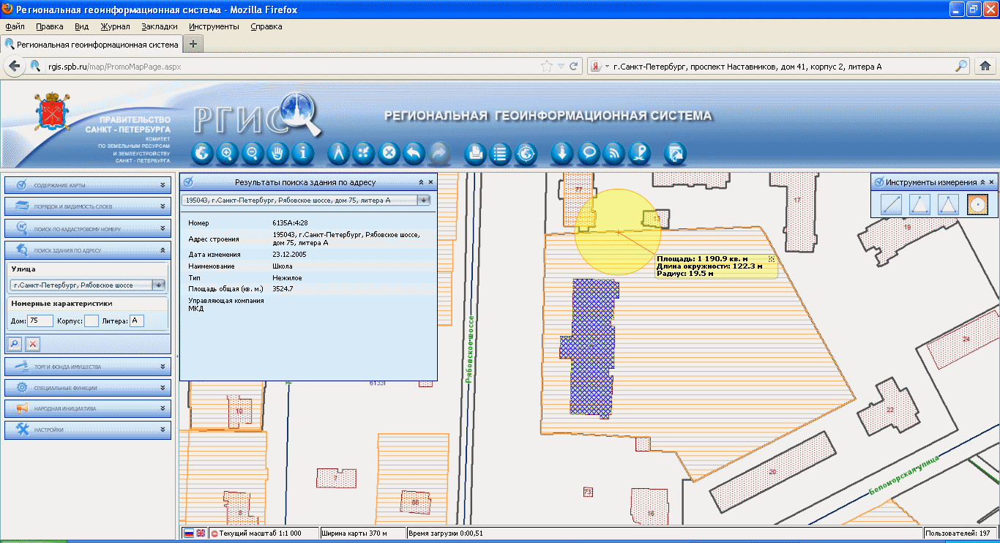 Региональная геоинформационная система - Mozilla Firefox
Файл Правка Вид Журнал Закладки Инструменты Справка
Региональная геоинформационная система
rgis.spb.ru/map/PromoMapPage.aspx
г.Санкт-Петербург, проспект Наставников, дом 41, корпус 2, литера А
ПРАВИТЕЛЬСТВО
САНКТ - ПЕТЕРБУРГА
КОМИТЕТ
ПО ЗЕМЕЛЬНЫМ РЕСУРСАМ
И ЗЕМЛЕУСТРОЙСТВУ
САНКТ - ПЕТЕРБУРГА
РГИС
РЕГИОНАЛЬНАЯ ГЕОИНФОРМАЦИОННАЯ СИСТЕМА
СОДЕРЖАНИЕ КАРТЫ
ПОРЯДОК И ВИДИМОСТЬ СЛОЕВ
ПОИСК ПО КАДАСТРОВОМУ НОМЕРУ
ПОИСК ЗДАНИЯ ПО АДРЕСУ
Улица
г.Санкт-Петербург, Рябовское шоссе
Номерные характеристики
Дом: 75 Корпус: Литера: А
ТОРГИ ФОНДА ИМУЩЕСТВА
СПЕЦИАЛЬНЫЕ ФУНКЦИИ
НАРОДНАЯ ИНИЦИАТИВА
НАСТРОЙКИ
Результаты поиска здания по адресу
195043, г.Санкт-Петербург, Рябовское шоссе, дом 75, литера А
Номер 6135А:4:28
Адрес строения 195043, г.Санкт-Петербург, Рябовское шоссе,
дом 75, литера А
Дата изменения 23.12.2005
Наименование Школа
Тип Нежилое
Площадь общая (кв. м.) 3524.7
Управляющая компания
МКД
Инструменты измерения
77
17
18
Площадь: 1 190.9 кв. м
Длина окружности: 122.3 м
Радиус: 19.5 м
Рябовское шоссе
24
10
22
20
Беломорская улица
7
73
8
68
16
Текущий масштаб 1:1 000
Ширина карты 370 м
Время загрузки 0:00,51
Пользователей: 197